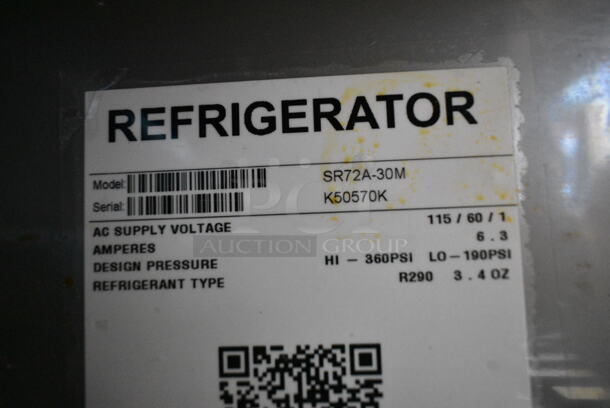 REFRIGERATOR
Model: SR72A-30M
Serial: K50570K
AC SUPPLY VOLTAGE 115 / 60 / 1
AMPERES 6.3
DESIGN PRESSURE HI – 360PSI LO–190PSI
REFRIGERANT TYPE R290 3.4 OZ
PCI
AUCTION GROUP